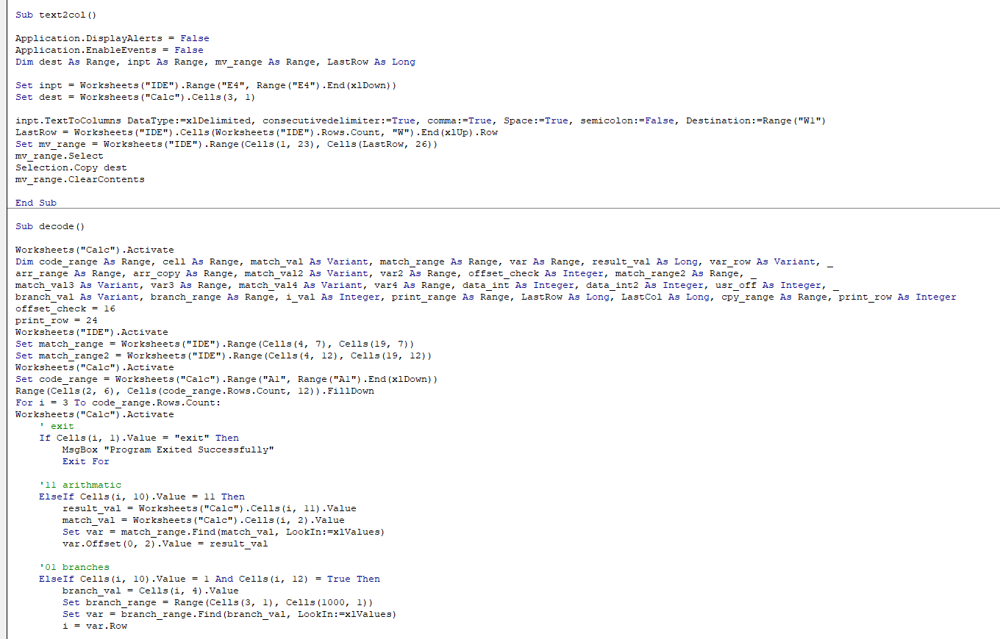 Sub text2col()
Application.DisplayAlerts = False
Application.EnableEvents = False
Dim dest As Range, inpt As Range, mv_range As Range, LastRow As Long
Set inpt = Worksheets("IDE").Range("E4", Range("E4").End(xlDown))
Set dest = Worksheets("Calc").Cells(3, 1)
inpt.TextToColumns DataType:=xlDelimited, consecutivedelimiter:=True, comma:=True, Space:=True, semicolon:=False, Destination:=Range("W1")
LastRow = Worksheets("IDE").Cells(Worksheets("IDE").Rows.Count, "W").End(xlUp).Row
Set mv_range = Worksheets("IDE").Range(Cells(1, 23), Cells(LastRow, 26))
mv_range.Select
Selection.Copy dest
mv_range.ClearContents
End Sub
Sub decode()
Worksheets("Calc").Activate
Dim code_range As Range, cell As Range, match_val As Variant, match_range As Range, var As Range, result_val As Long, var_row As Variant, _
arr_range As Range, arr_copy As Range, match_val2 As Variant, var2 As Range, offset_check As Integer, match_range2 As Range, _
match_val3 As Variant, var3 As Range, match_val4 As Variant, var4 As Range, data_int As Integer, data_int2 As Integer, usr_off As Integer, _
branch_val As Variant, branch_range As Range, i_val As Integer, print_range As Range, LastRow As Long, LastCol As Long, cpy_range As Range, print_row As Integer
offset_check = 16
print_row = 24
Worksheets("IDE").Activate
Set match_range = Worksheets("IDE").Range(Cells(4, 7), Cells(19, 7))
Set match_range2 = Worksheets("IDE").Range(Cells(4, 12), Cells(19, 12))
Worksheets("Calc").Activate
Set code_range = Worksheets("Calc").Range("A1", Range("A1").End(xlDown))
Range(Cells(2, 6), Cells(code_range.Rows.Count, 12)).FillDown
For i = 3 To code_range.Rows.Count:
Worksheets("Calc").Activate
' exit
If Cells(i, 1).Value = "exit" Then
MsgBox "Program Exited Successfully"
Exit For
'11 arithmatic
ElseIf Cells(i, 10).Value = 11 Then
result_val = Worksheets("Calc").Cells(i, 11).Value
match_val = Worksheets("Calc").Cells(i, 2).Value
Set var = match_range.Find(match_val, LookIn:=xlValues)
var.Offset(0, 2).Value = result_val
'01 branches
ElseIf Cells(i, 10).Value = 1 And Cells(i, 12) = True Then
branch_val = Cells(i, 4).Value
Set branch_range = Range(Cells(3, 1), Cells(1000, 1))
Set var = branch_range.Find(branch_val, LookIn:=xlValues)
i = var.Row